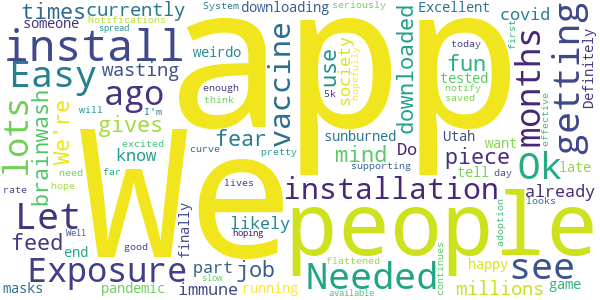 app
We
people
install
Easy
ago
Let
Exposure
Needed
installation
Ok
see
getting
months
lots
vaccine
fun
use
society
downloaded
times
currently
someone
Notifications
spread
System
downloading
seriously
Excellent
covid
weirdo
wasting
tested
today
notify
saved
first
Definitely
hopefully
enough
think
5k
We're
brainwash
gives
know
excited
curve
I'm
will
need
hope
far
fear
pretty
sunburned
mind
Do
Utah
piece
want
tell
day
effective
late
supporting
already
rate
Well
feed
end
part
job
good
finally
lives
hoping
likely
masks
pandemic
immune
slow
running
flattened
available
continues
millions
happy
adoption
looks
game